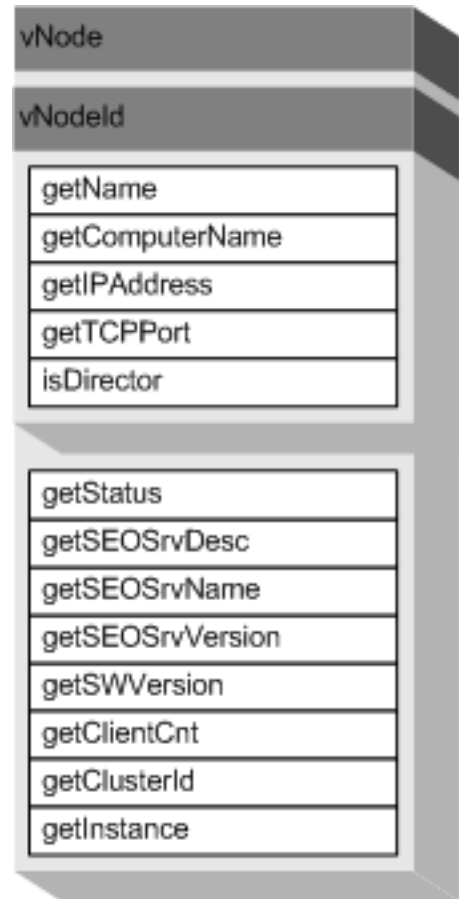 vNode
vNodeId
getName
getComputerName
getIPAddress
getTCPPort
isDirector
getStatus
getSEOSrvDesc
getSEOSrvName
getSEOSrvVersion
getSWVersion
getClientCnt
getClusterId
getInstance